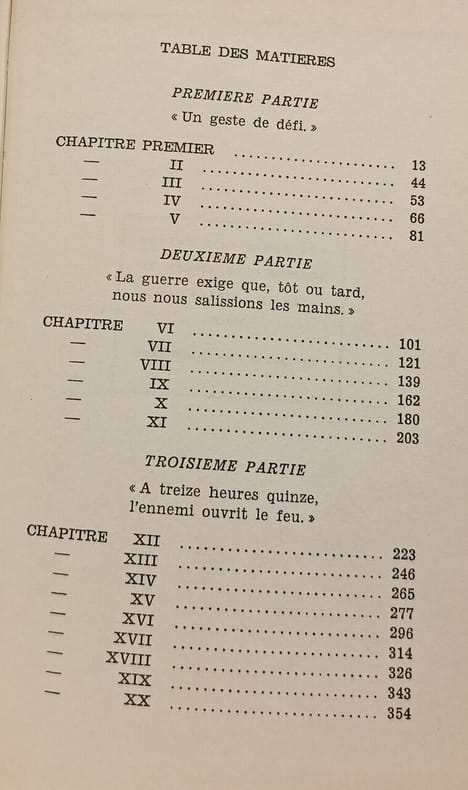 TABLE DES MATIERES
PREMIERE PARTIE
« Un geste de défi. »
CHAPITRE PREMIER ...................... 13
— II ........................... 44
— III ........................... 53
— IV ........................... 66
— V ........................... 81
DEUXIEME PARTIE
« La guerre exige que, tôt ou tard,
nous nous salissions les mains. »
CHAPITRE VI ........................... 101
— VII ........................... 121
— VIII ........................... 139
— IX ........................... 162
— X ........................... 180
— XI ........................... 203
TROISIEME PARTIE
« A treize heures quinze,
l'ennemi ouvrit le feu. »
CHAPITRE XII ........................... 223
— XIII ........................... 246
— XIV ........................... 265
— XV ........................... 277
— XVI ........................... 296
— XVII ........................... 314
— XVIII ........................... 326
— XIX ........................... 343
— XX ........................... 354